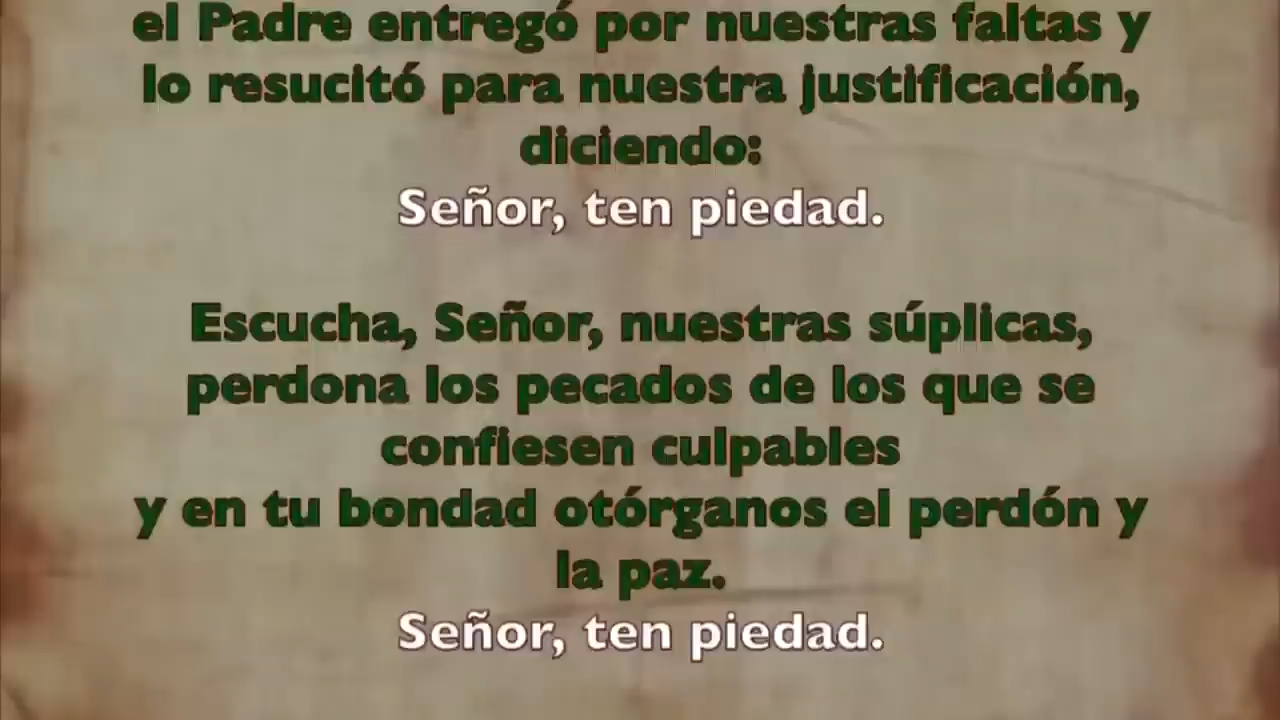 el Padre entregó por nuestras faltas y
lo resucitó para nuestra justificación,
diciendo:
Señor, ten piedad.
Escucha, Señor, nuestras súplicas,
perdona los pecados de los que se
confiesen culpables
y en tu bondad otórganos el perdón y
la paz.
Señor, ten piedad.